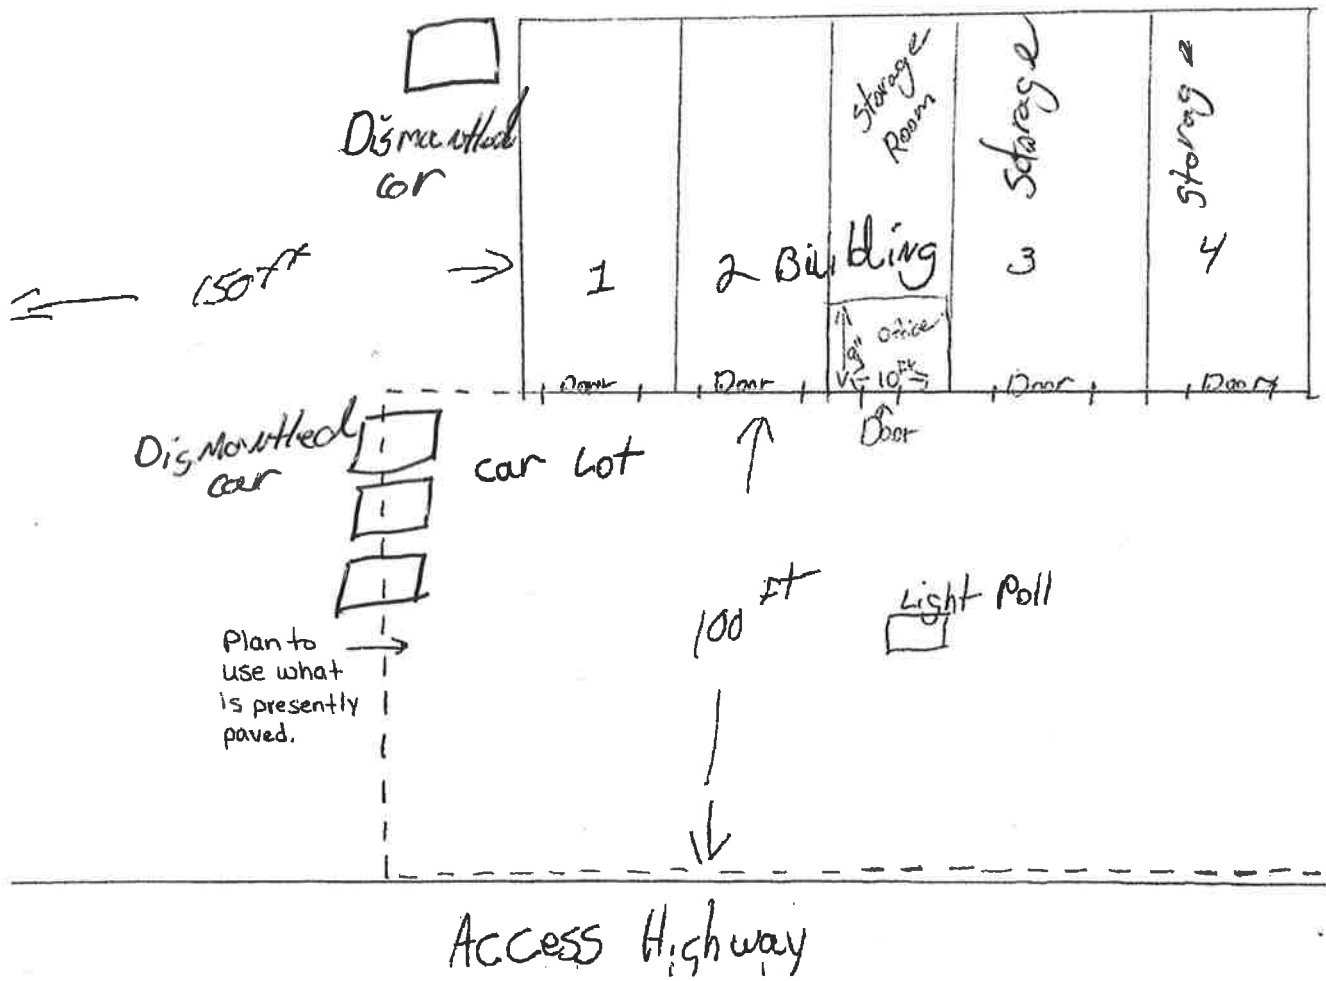 Dismantled
car
Storage
Room
Storage
Storage
150 ft
1
2
Building
3
4
Office
10 Ft
Door
Door
Door
Door
Door
Dismantled
car
car Lot
100 Ft
Light Poll
Plan to
use what
is presently
paved.
Access Highway